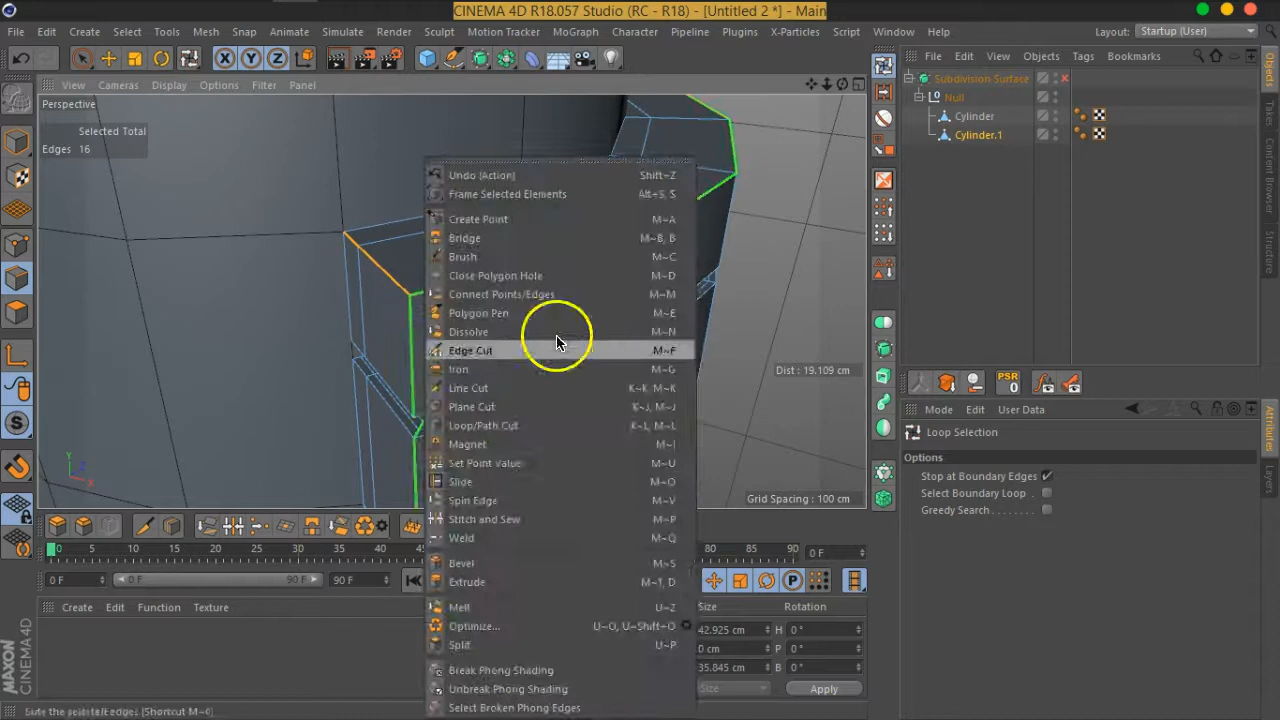 CINEMA 4D R18.057 Studio (RC - R18) - [Untitled 2 *] - Main
File Edit Create Select Tools Mesh Snap Animate Simulate Render Sculpt Motion Tracker MoGraph Character Pipeline Plugins X-Particles Script Window Help Layout: Startup (User)
X Y Z
View Cameras Display Options Filter Panel
File Edit View Objects Tags Bookmarks
Perspective
Selected Total
Edges 16
Subdivision Surface
Null
Cylinder
Cylinder.1
Objects
Takes
Content Browser
Structure
Undo (Action) Shift~Z
Frame Selected Elements Alt+S, S
Create Point M~A
Bridge M~B, B
Brush M~C
Close Polygon Hole M~D
Connect Points/Edges M~M
Polygon Pen M~E
Dissolve M~N
Edge Cut M~F
Iron M~G
Line Cut K~K, M~K
Plane Cut K~J, M~J
Loop/Path Cut K~L, M~L
Magnet M~I
Set Point Value M~U
Slide M~O
Spin Edge M~V
Stitch and Sew M~P
Weld M~Q
Bevel M~S
Extrude M~T, D
Melt U~Z
Optimize... U~O, U~Shift+O
Split U~P
Break Phong Shading
Unbreak Phong Shading
Select Broken Phong Edges
Dist : 19.109 cm
Grid Spacing : 100 cm
PSR
0
Mode Edit User Data
Loop Selection
Options
Stop at Boundary Edges
Select Boundary Loop .
Greedy Search . . . . . . . .
Attributes
Layers
0 5 10 15 20 25 30 35 40 80 85 90 0 F
0 F 0 F 90 F 90 F
P
Create Edit Function Texture
Size Rotation
42.925 cm H 0 °
0 cm P 0 °
35.845 cm B 0 °
Size Apply
MAXON
CINEMA 4D